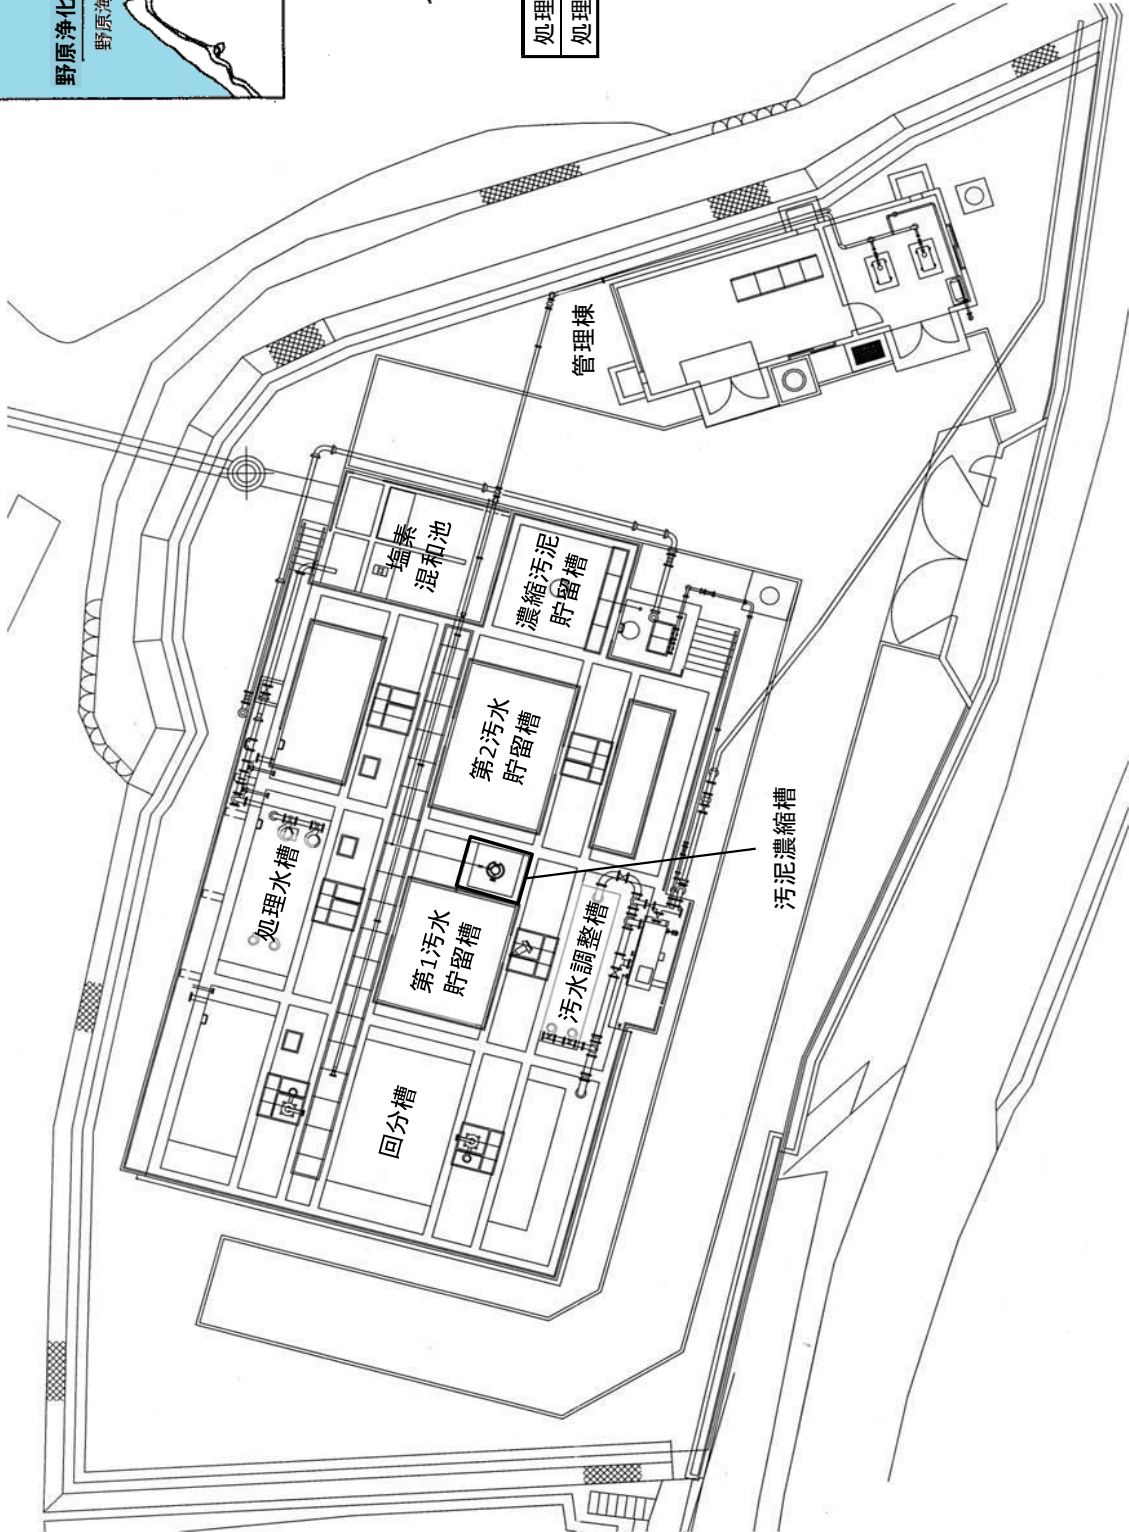 野原浄化
野原海
処理
処理
管理棟
塩素
混和池
濃縮汚泥
貯留槽
第2汚水
貯留槽
処理水槽
第1汚水
貯留槽
汚水調整槽
汚泥濃縮槽
回分槽